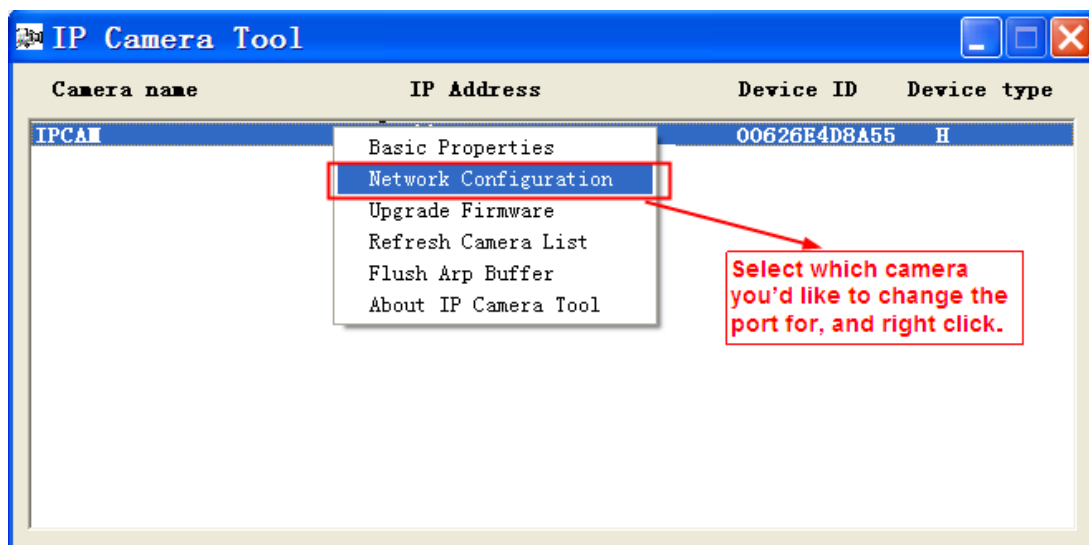 IP Camera Tool
Camera name IP Address Device ID Device type
IPCAM 00626E4D8A55 H
Basic Properties
Network Configuration
Upgrade Firmware
Refresh Camera List
Flush Arp Buffer
About IP Camera Tool
Select which camera
you'd like to change the
port for, and right click.